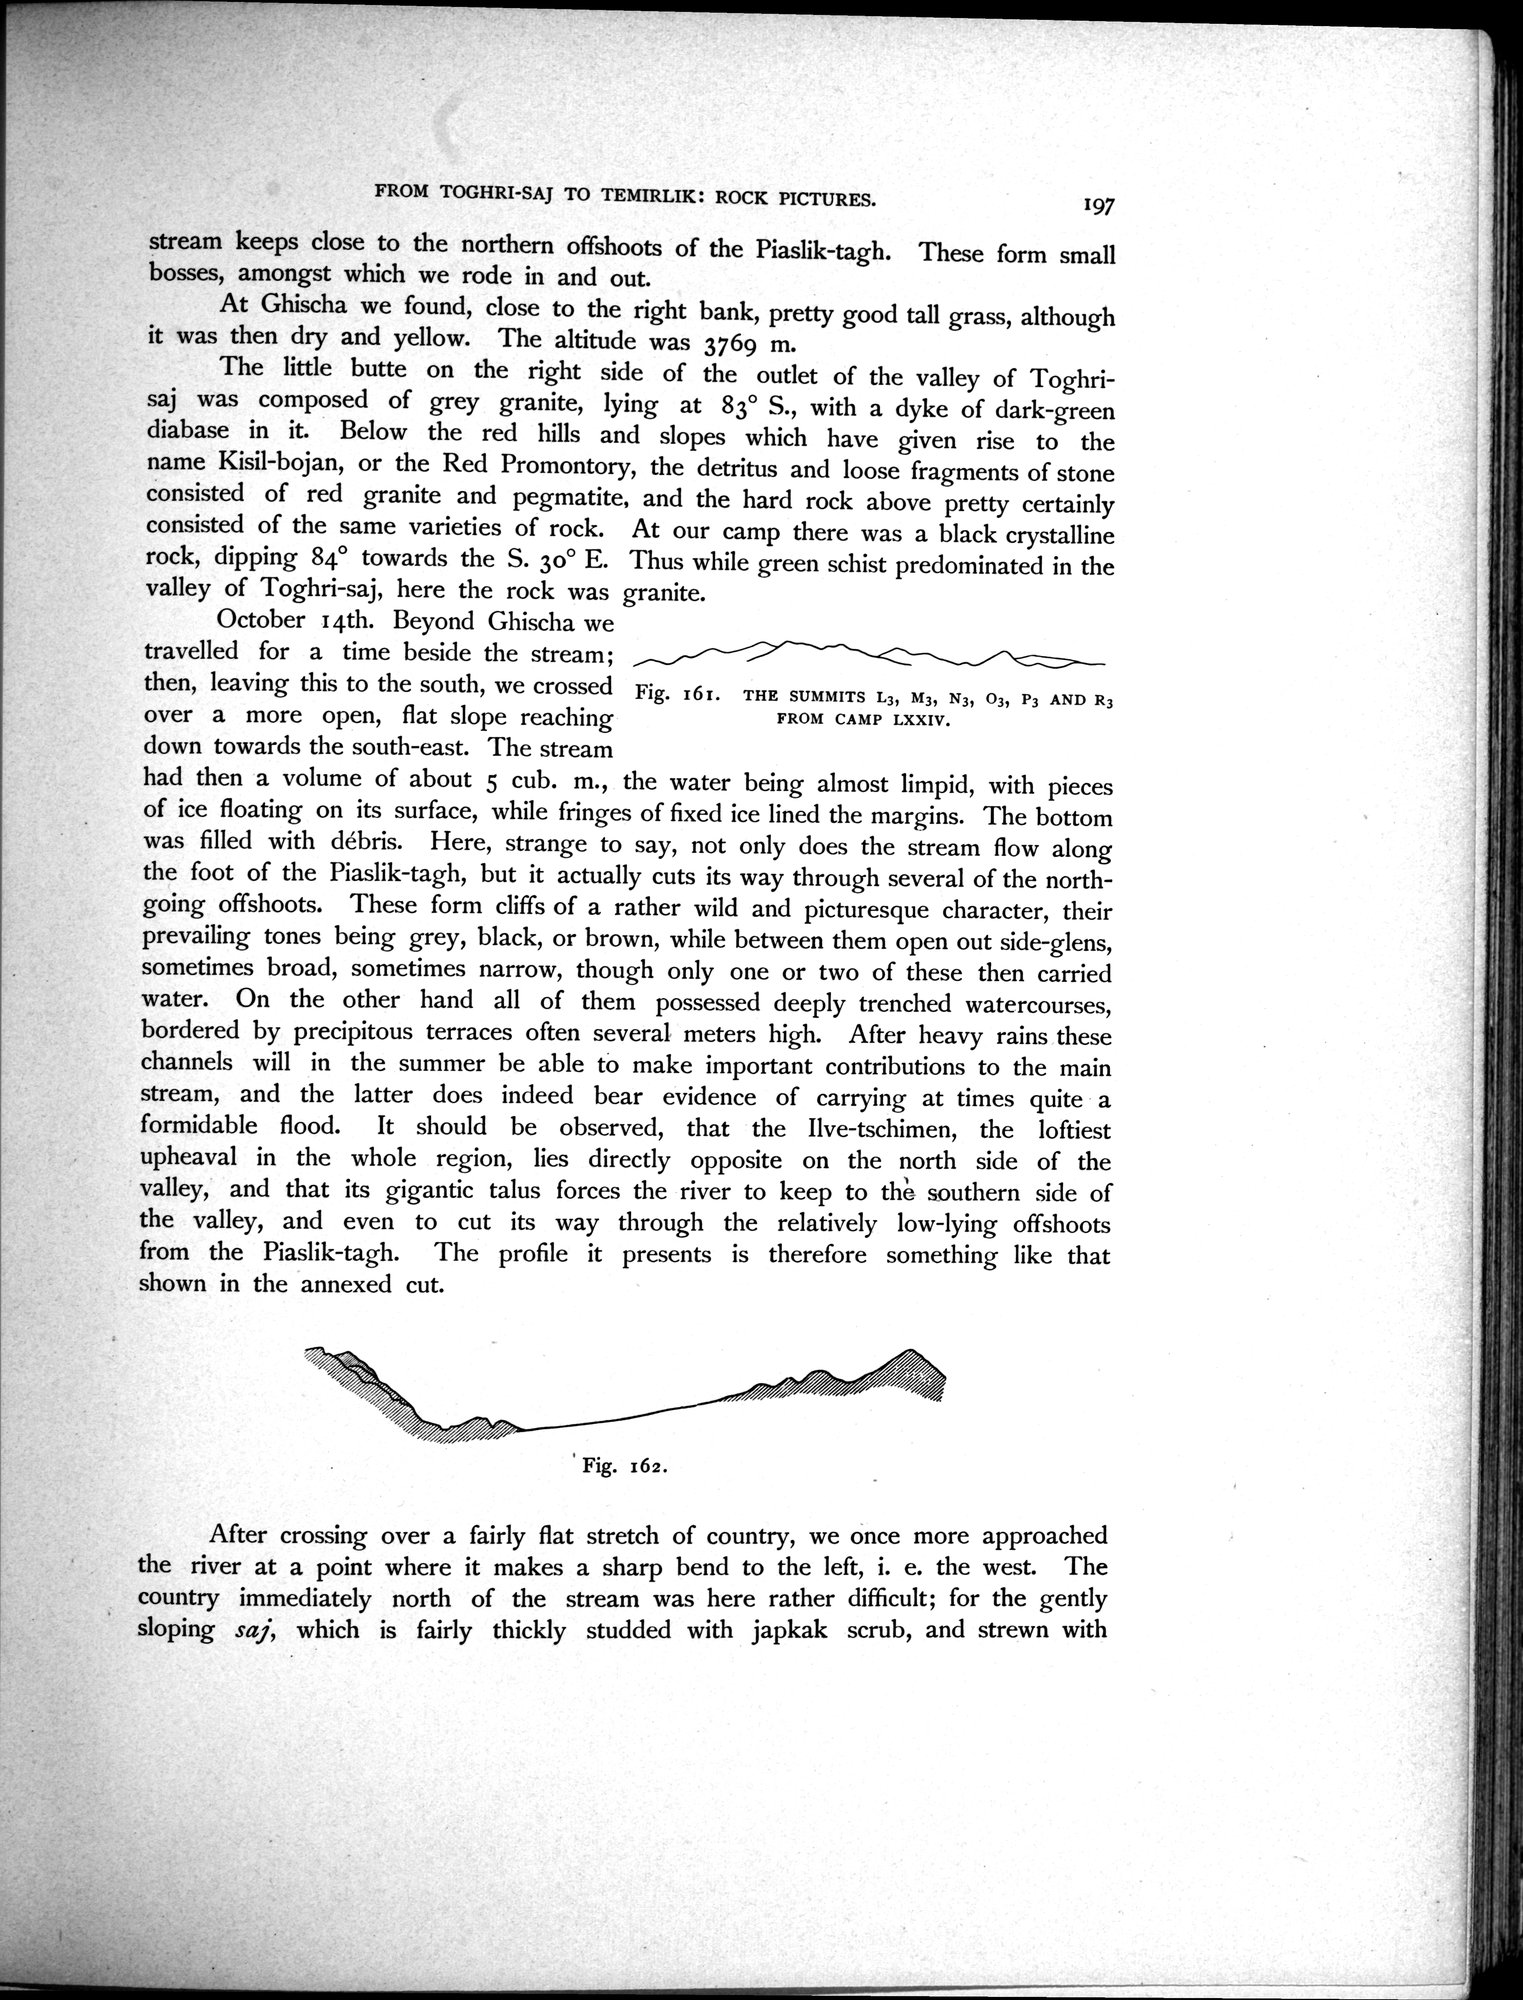 FROM TOGHRI-SAJ TO TEMIRLIK: ROCK PICTURES.
197
stream keeps close to the northern offshoots of the Piaslik-tagh. These form small
bosses, amongst which we rode in and out.
At Ghischa we found, close to the right bank, pretty good tall grass, although
it was then dry and yellow. The altitude was 3769 m.
The little butte on the right side of the outlet of the valley of Toghri-
saj was composed of grey granite, lying at 83° S., with a dyke of dark-green
diabase in it. Below the red hills and slopes which have given rise to the
name Kisil-bojan, or the Red Promontory, the detritus and loose fragments of stone
consisted of red granite and pegmatite, and the hard rock above pretty certainly
consisted of the same varieties of rock. At our camp there was a black crystalline
rock, dipping 84° towards the S. 30° E. Thus while green schist predominated in the
valley of Toghri-saj, here the rock was granite.
October 14th. Beyond Ghischa we
travelled for a time beside the stream;
then, leaving this to the south, we crossed
over a more open, flat slope reaching
down towards the south-east. The stream
Fig. 161. THE SUMMITS L3, M3, N3, O3, P3 AND R3
FROM CAMP LXXIV.
had then a volume of about 5 cub. m., the water being almost limpid, with pieces
of ice floating on its surface, while fringes of fixed ice lined the margins. The bottom
was filled with débris. Here, strange to say, not only does the stream flow along
the foot of the Piaslik-tagh, but it actually cuts its way through several of the north-
going offshoots. These form cliffs of a rather wild and picturesque character, their
prevailing tones being grey, black, or brown, while between them open out side-glens,
sometimes broad, sometimes narrow, though only one or two of these then carried
water. On the other hand all of them possessed deeply trenched watercourses,
bordered by precipitous terraces often several meters high. After heavy rains these
channels will in the summer be able to make important contributions to the main
stream, and the latter does indeed bear evidence of carrying at times quite a
formidable flood. It should be observed, that the Ilve-tschimen, the loftiest
upheaval in the whole region, lies directly opposite on the north side of the
valley, and that its gigantic talus forces the river to keep to the southern side of
the valley, and even to cut its way through the relatively low-lying offshoots
from the Piaslik-tagh. The profile it presents is therefore something like that
shown in the annexed cut.
Fig. 162.
After crossing over a fairly flat stretch of country, we once more approached
the river at a point where it makes a sharp bend to the left, i. e. the west. The
country immediately north of the stream was here rather difficult; for the gently
sloping saj, which is fairly thickly studded with japkak scrub, and strewn with